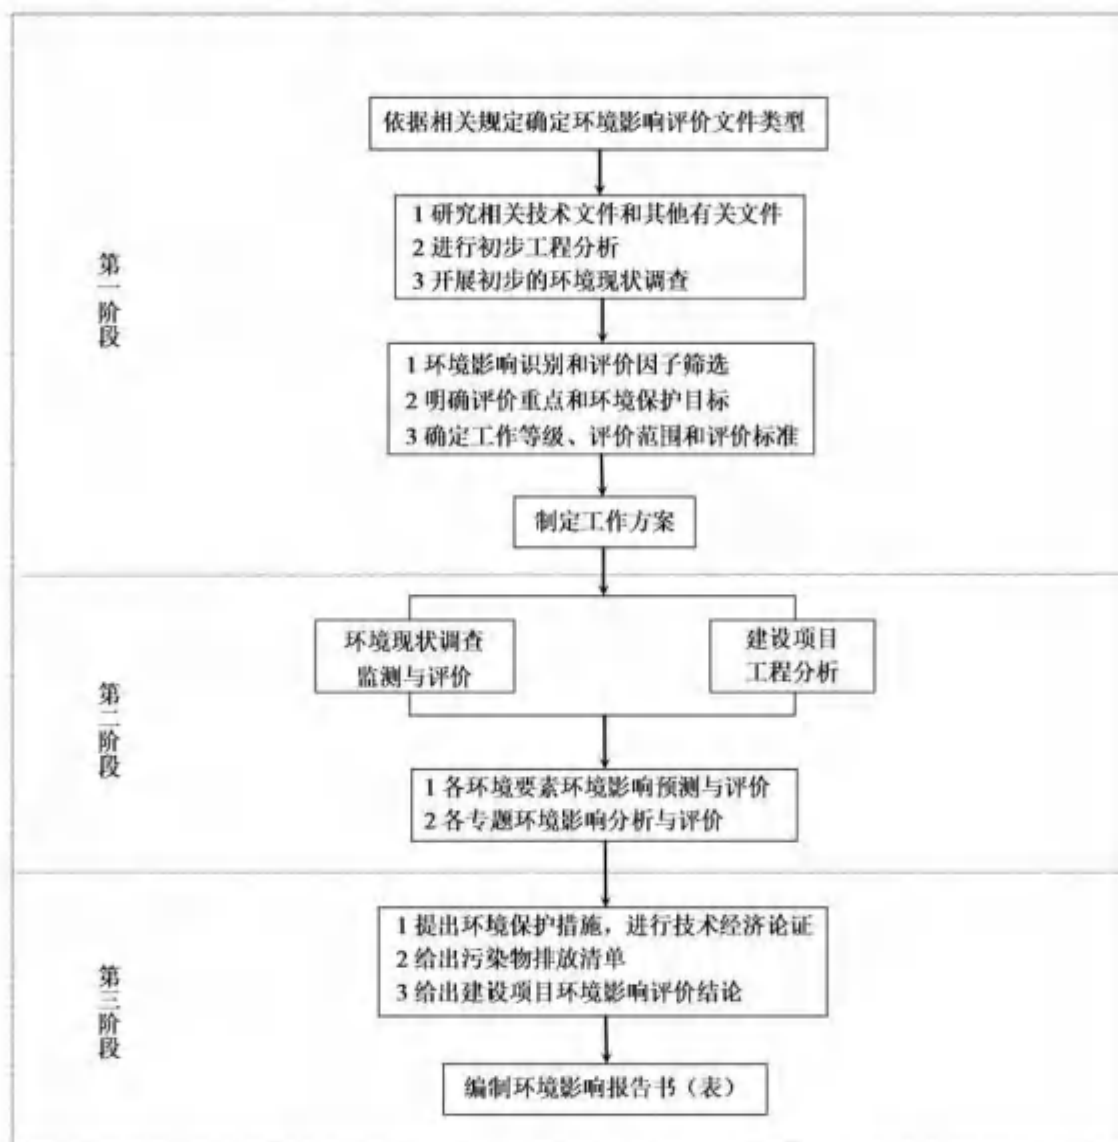 依据相关规定确定环境影响评价文件类型
1 研究相关技术文件和其他有关文件
2 进行初步工程分析
3 开展初步的环境现状调查
第一阶段
1 环境影响识别和评价因子筛选
2 明确评价重点和环境保护目标
3 确定工作等级、评价范围和评价标准
制定工作方案
环境现状调查
监测与评价
建设项目
工程分析
第二阶段
1 各环境要素环境影响预测与评价
2 各专题环境影响分析与评价
1 提出环境保护措施，进行技术经济论证
2 给出污染物排放清单
3 给出建设项目环境影响评价结论
第三阶段
编制环境影响报告书（表）